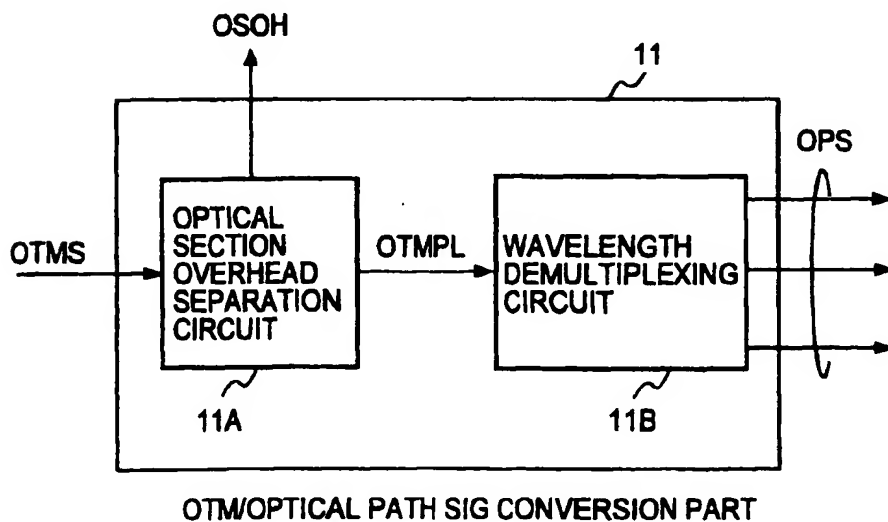 OSOH
11
OPS
OTMS
OPTICAL
SECTION
OVERHEAD
SEPARATION
CIRCUIT
OTMPL
WAVELENGTH
DEMULTIPLEXING
CIRCUIT
11A
11B
OTM/OPTICAL PATH SIG CONVERSION PART